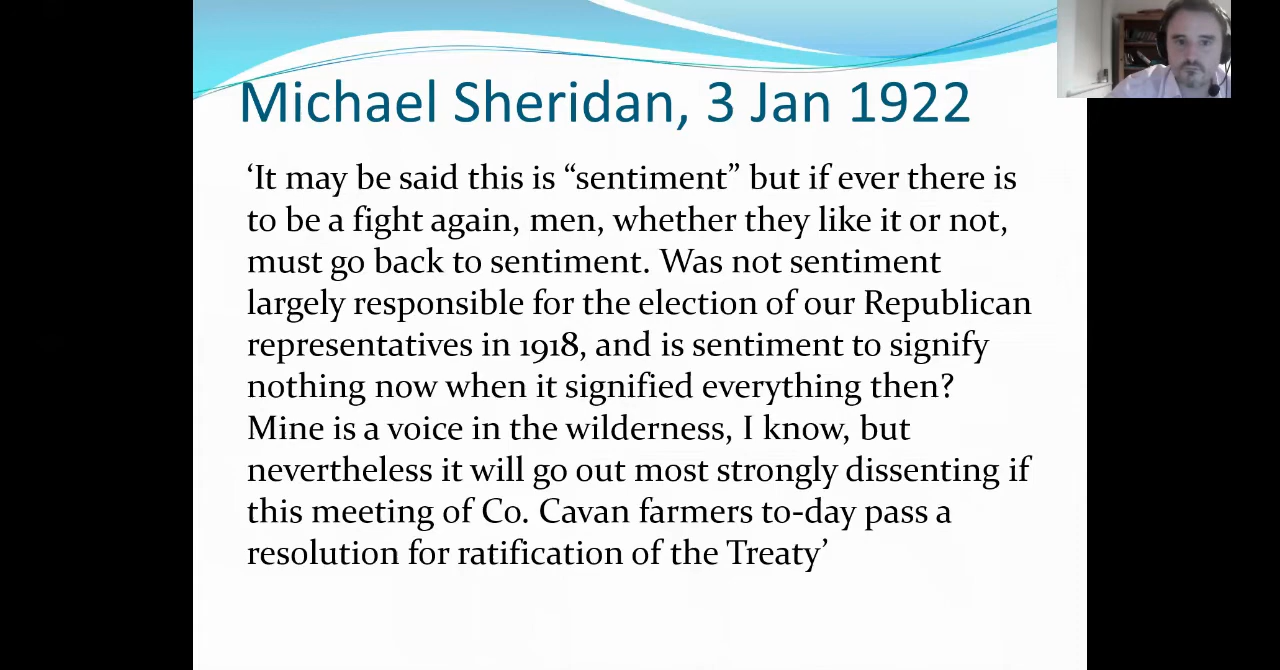 Michael Sheridan, 3 Jan 1922
‘It may be said this is “sentiment” but if ever there is
to be a fight again, men, whether they like it or not,
must go back to sentiment. Was not sentiment
largely responsible for the election of our Republican
representatives in 1918, and is sentiment to signify
nothing now when it signified everything then?
Mine is a voice in the wilderness, I know, but
nevertheless it will go out most strongly dissenting if
this meeting of Co. Cavan farmers to-day pass a
resolution for ratification of the Treaty’